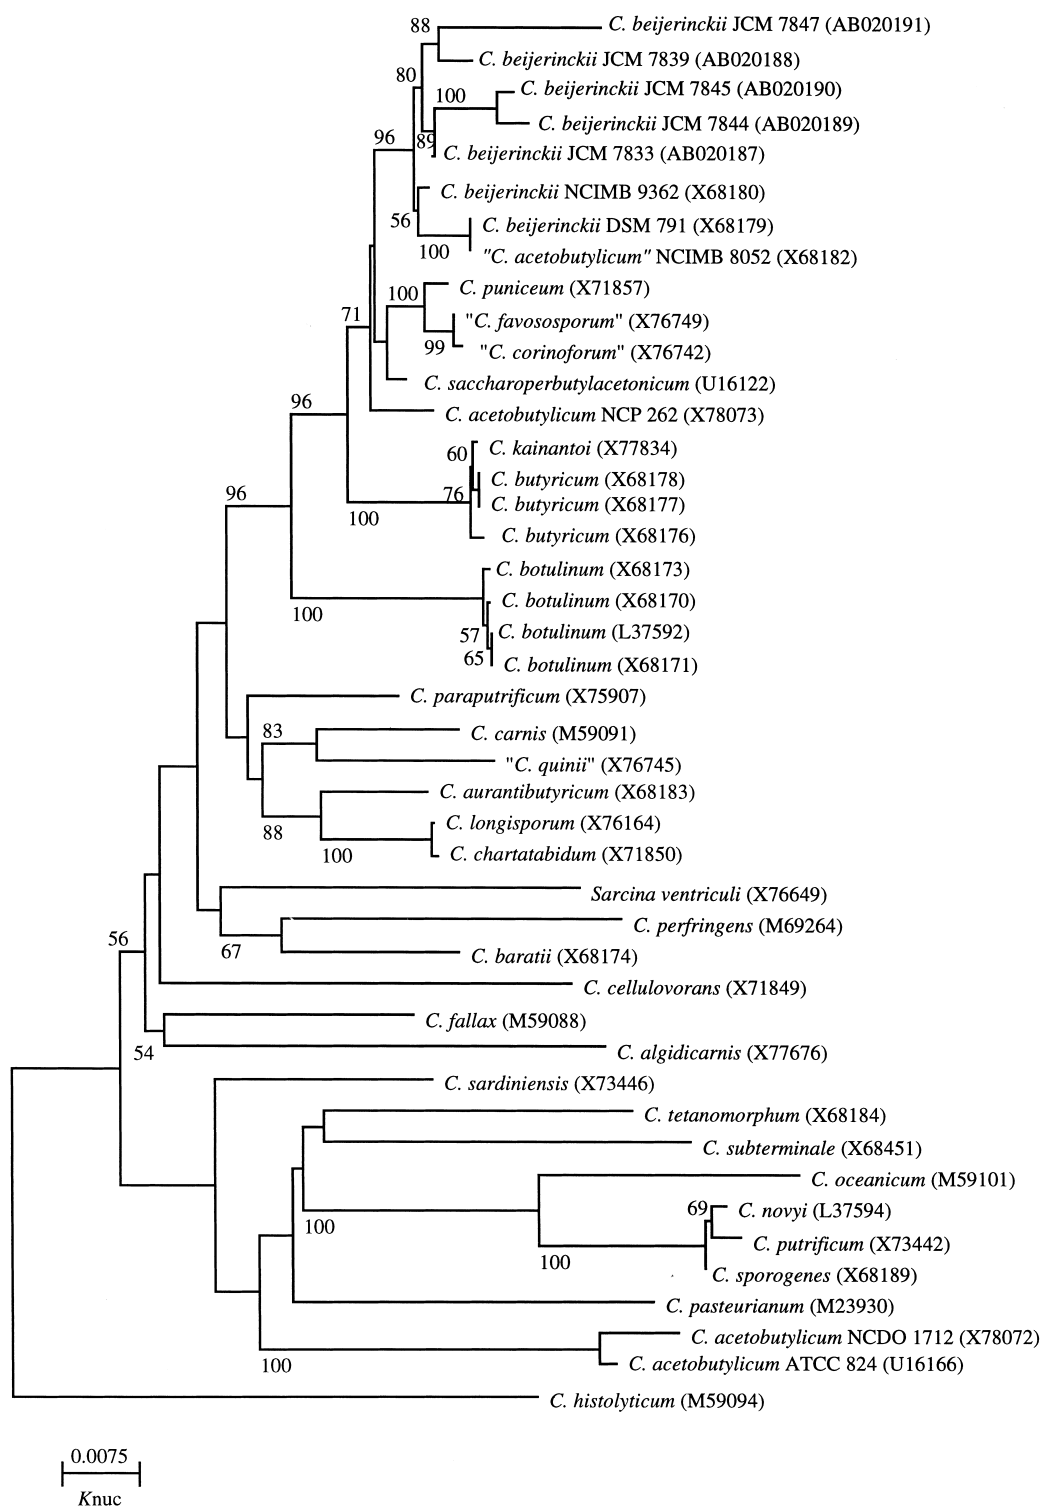 88
C. beijerinckii JCM 7847 (AB020191)
C. beijerinckii JCM 7839 (AB020188)
80
C. beijerinckii JCM 7845 (AB020190)
100
C. beijerinckii JCM 7844 (AB020189)
96
89
C. beijerinckii JCM 7833 (AB020187)
C. beijerinckii NCIMB 9362 (X68180)
56
C. beijerinckii DSM 791 (X68179)
100
"C. acetobutylicum" NCIMB 8052 (X68182)
C. puniceum (X71857)
100
71
"C. favososporum" (X76749)
99
"C. corinoforum" (X76742)
C. saccharoperbutylacetonicum (U16122)
96
C. acetobutylicum NCP 262 (X78073)
60
C. kainantoi (X77834)
C. butyricum (X68178)
96
76
C. butyricum (X68177)
100
C. butyricum (X68176)
C. botulinum (X68173)
C. botulinum (X68170)
100
57
C. botulinum (L37592)
65
C. botulinum (X68171)
C. paraputrificum (X75907)
83
C. carnis (M59091)
"C. quinii" (X76745)
C. aurantibutyricum (X68183)
88
C. longisporum (X76164)
100
C. chartatabidum (X71850)
Sarcina ventriculi (X76649)
C. perfringens (M69264)
56
67
C. baratii (X68174)
C. cellulovorans (X71849)
C. fallax (M59088)
54
C. algidicarnis (X77676)
C. sardiniensis (X73446)
C. tetanomorphum (X68184)
C. subterminale (X68451)
C. oceanicum (M59101)
69
C. novyi (L37594)
100
C. putrificum (X73442)
100
C. sporogenes (X68189)
C. pasteurianum (M23930)
C. acetobutylicum NCDO 1712 (X78072)
100
C. acetobutylicum ATCC 824 (U16166)
C. histolyticum (M59094)
0.0075
Knuc